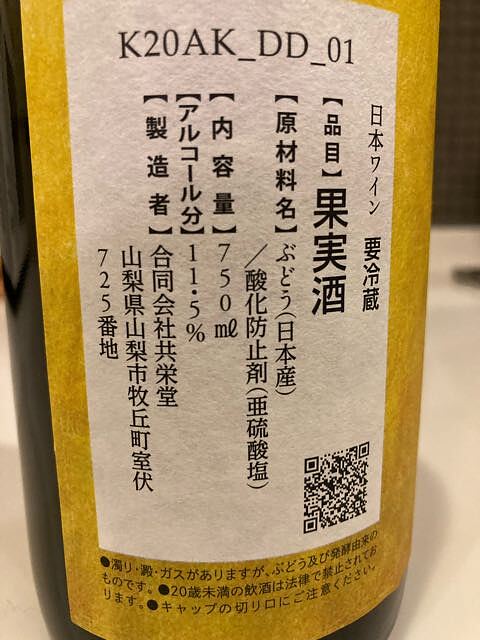 K20AK_DD_01
日本ワイン 要冷蔵
【品目】果実酒
【原材料名】ぶどう(日本産)
／酸化防止剤(亜硫酸塩)
【内容量】750㎖
【アルコール分】11・5%
【製造者】合同会社共栄堂
山梨県山梨市牧丘町室伏
725番地
●濁り・澱・ガスがありますが、ぶどう及び発酵由来の
ものです。●20歳未満の飲酒は法律で禁止されてお
ります。●キャップの切り口にご注意ください。